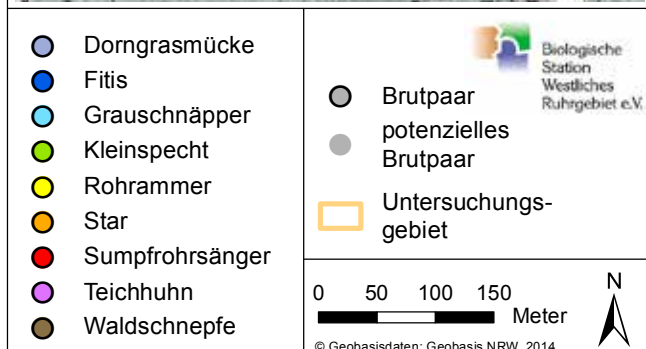 Dorngrasmücke
Fitis
Grauschnäpper
Kleinspecht
Rohrammer
Star
Sumpfrohrsänger
Teichhuhn
Waldschnepfe
Biologische
Station
Westliches
Ruhrgebiet e.V.
Brutpaar
potenzielles
Brutpaar
Untersuchungs-
gebiet
0 50 100 150
Meter
N
© Geobasisdaten: Geobasis NRW, 2014